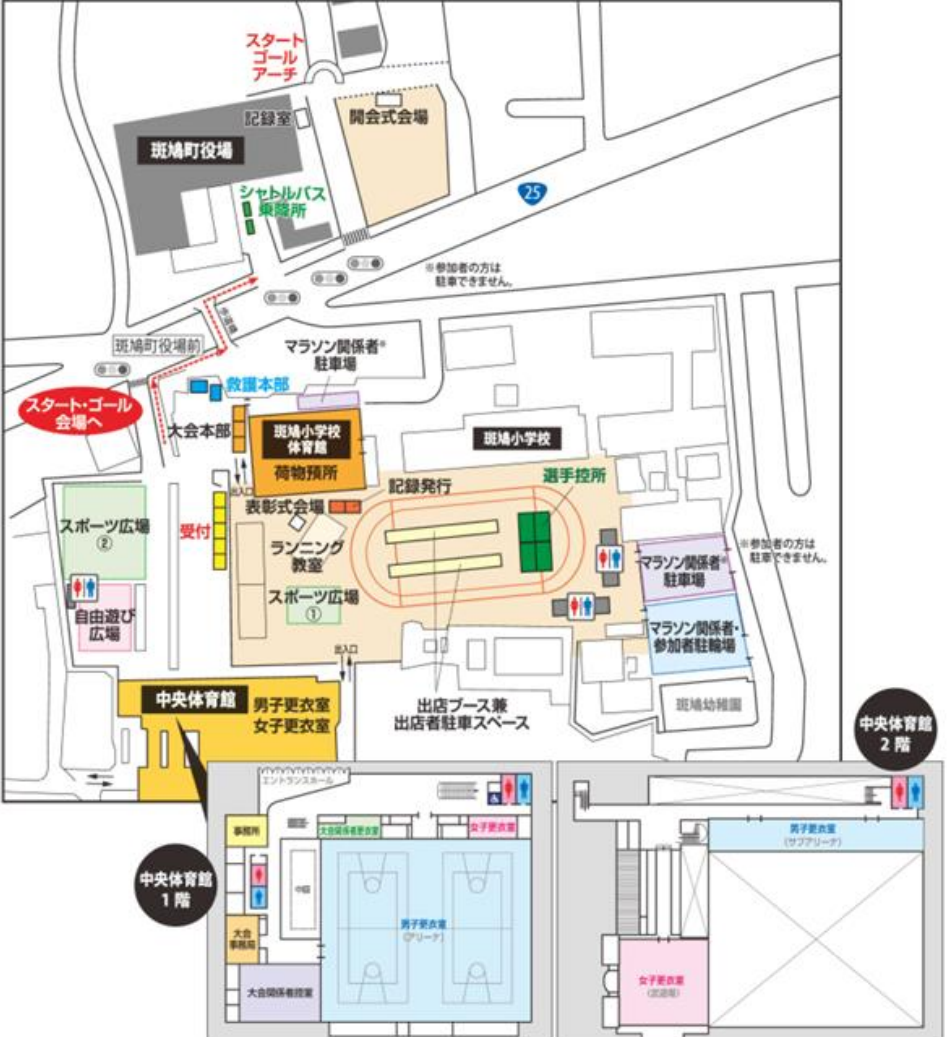 スタート
ゴール
アーチ
記録室
開会式会場
斑鳩町役場
シャトルバス
乗降所
25
※参加者の方は
駐車できません。
歩道橋
斑鳩町役場前
マラソン関係者※
駐車場
救護本部
スタート・ゴール
会場へ
大会本部
斑鳩小学校
体育館
荷物預所
斑鳩小学校
出入口
表彰式会場
記録発行
選手控所
スポーツ広場
②
受付
ランニング
教室
※参加者の方は
駐車できません。
マラソン関係者※
駐車場
スポーツ広場
①
自由遊び
広場
マラソン関係者・
参加者駐輪場
出入口
中央体育館
男子更衣室
女子更衣室
出店ブース兼
出店者駐車スペース
斑鳩幼稚園
中央体育館
2階
エントランスホール
事務所
大会関係者更衣室
女子更衣室
男子更衣室
(サブアリーナ)
中央体育館
1階
男子更衣室
(アリーナ)
大会
事務局
女子更衣室
(武道場)
大会関係者控室